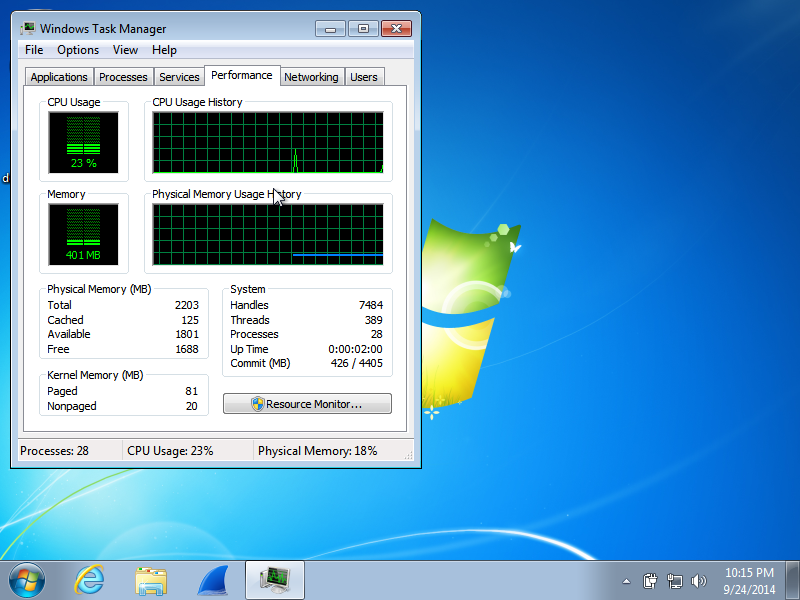 Windows Task Manager
File Options View Help
Applications Processes Services Performance Networking Users
CPU Usage CPU Usage History
23 %
Memory Physical Memory Usage History
401 MB
Physical Memory (MB)
Total 2203
Cached 125
Available 1801
Free 1688
System
Handles 7484
Threads 389
Processes 28
Up Time 0:00:02:00
Commit (MB) 426 / 4405
Kernel Memory (MB)
Paged 81
Nonpaged 20
Resource Monitor...
Processes: 28 CPU Usage: 23% Physical Memory: 18%
d
10:15 PM
9/24/2014